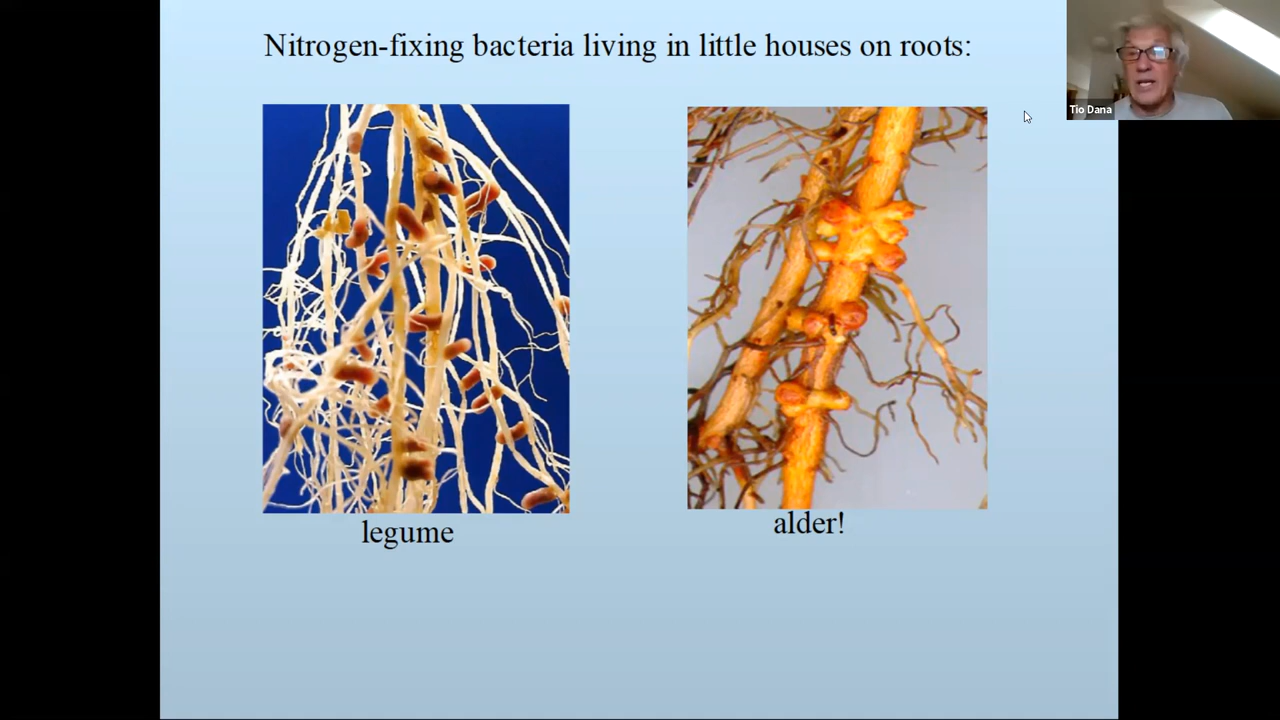 Nitrogen-fixing bacteria living in little houses on roots:
Tio Dana
legume
alder!